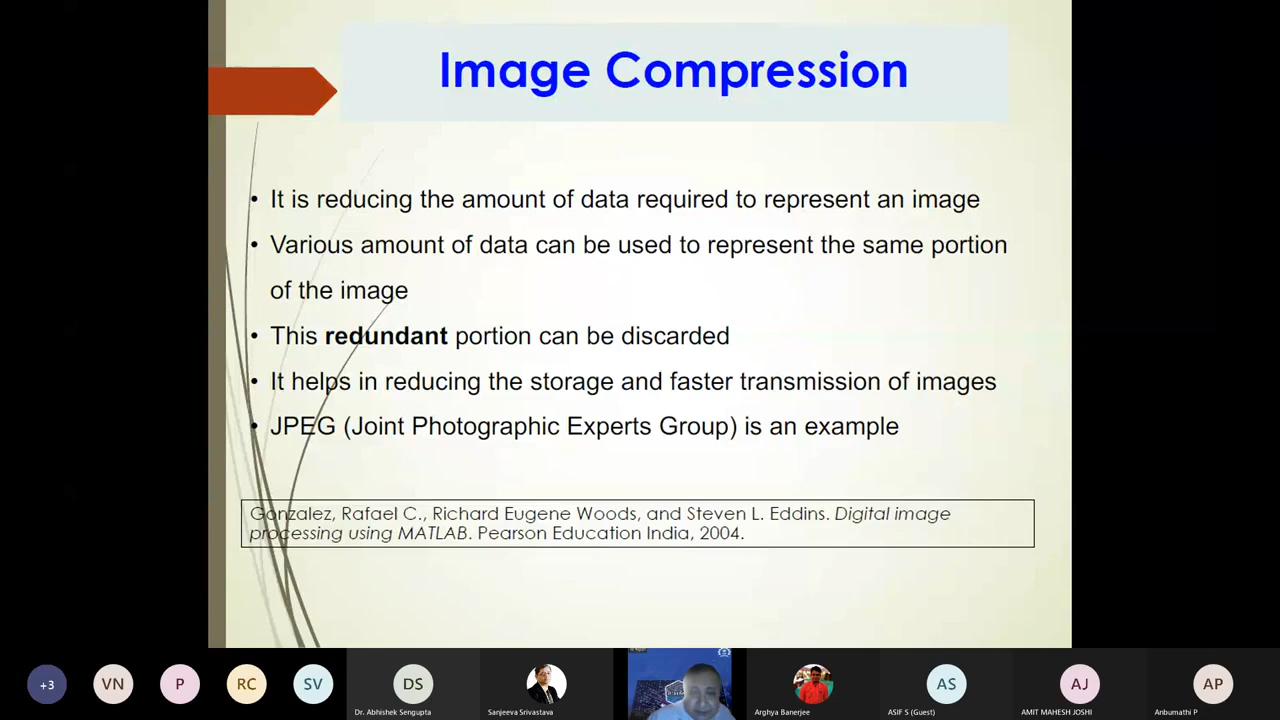 Image Compression
• It is reducing the amount of data required to represent an image
• Various amount of data can be used to represent the same portion
of the image
• This redundant portion can be discarded
• It helps in reducing the storage and faster transmission of images
• JPEG (Joint Photographic Experts Group) is an example
Gonzalez, Rafael C., Richard Eugene Woods, and Steven L. Eddins. Digital image
processing using MATLAB. Pearson Education India, 2004.
+3 VN P RC SV DS AS AJ AP
Dr. Abhishek Sengupta Sanjeeva Srivastava Arghya Banerjee ASIF S (Guest) AMIT MAHESH JOSHI Anbumathi P